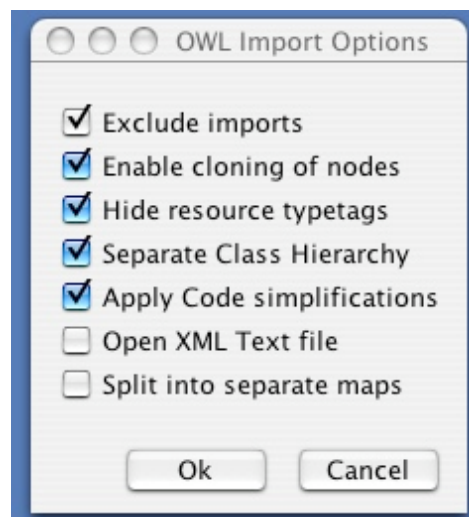 OWL Import Options
Exclude imports
Enable cloning of nodes
Hide resource typetags
Separate Class Hierarchy
Apply Code simplifications
Open XML Text file
Split into separate maps
Ok
Cancel